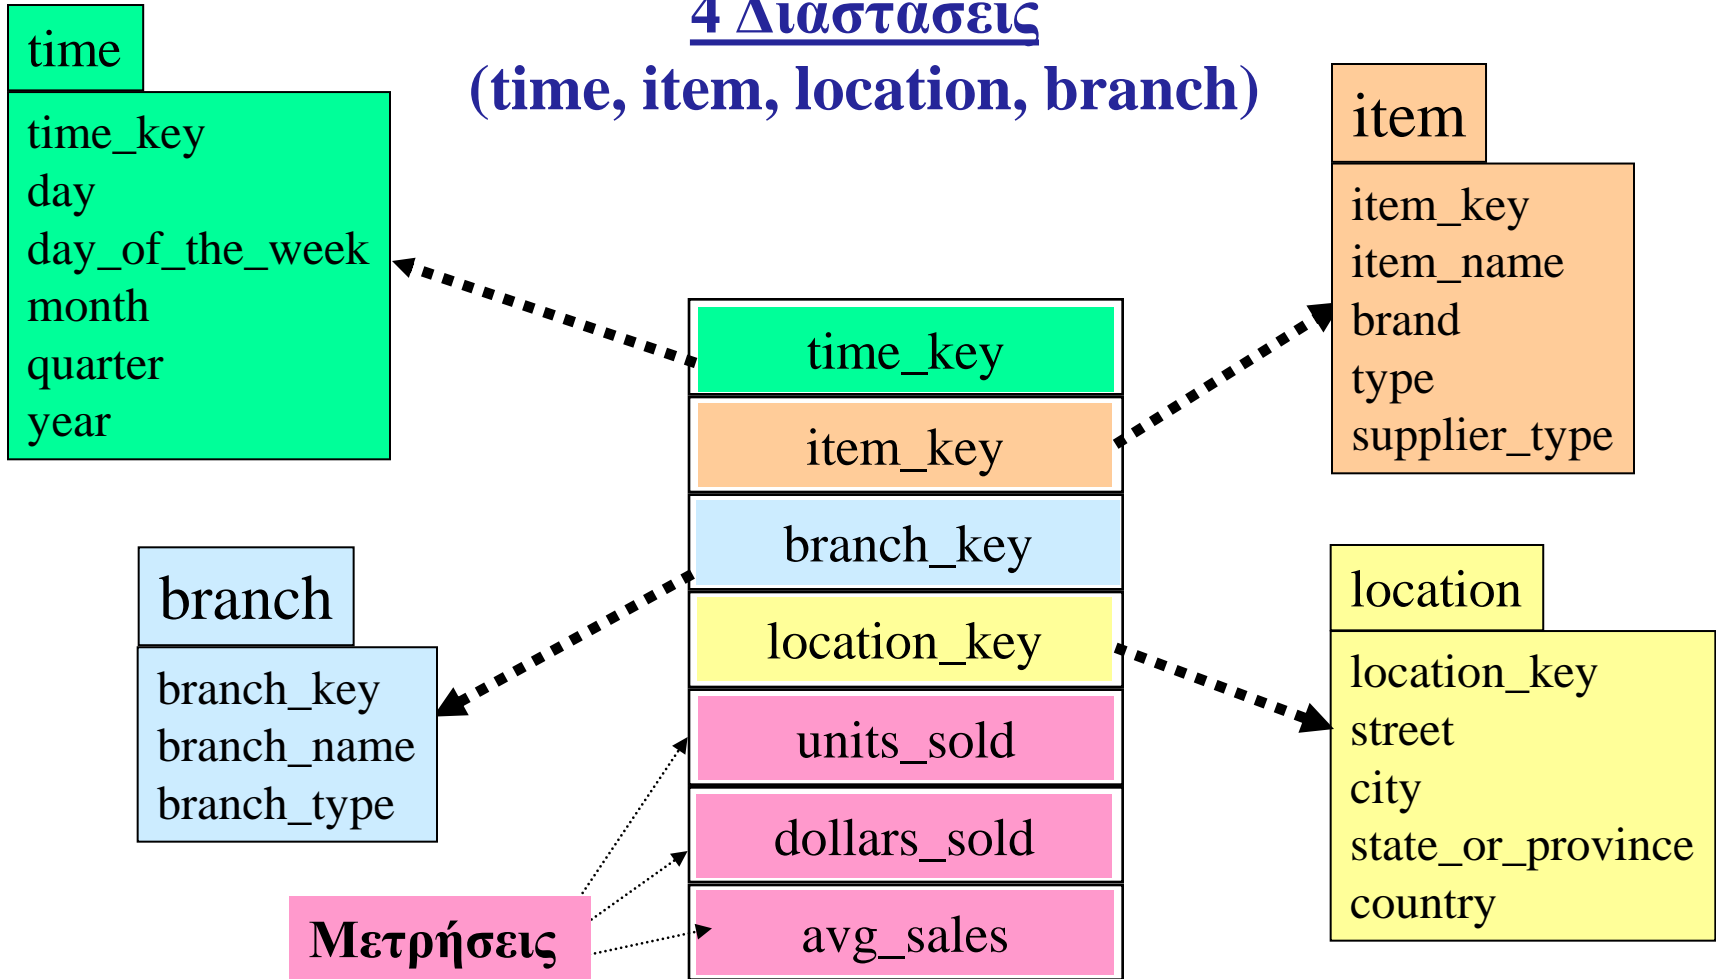 4 Διαστάσεις
(time, item, location, branch)
time
time_key
day
day_of_the_week
month
quarter
year
item
item_key
item_name
brand
type
supplier_type
time_key
item_key
branch_key
location_key
units_sold
dollars_sold
avg_sales
branch
branch_key
branch_name
branch_type
location
location_key
street
city
state_or_province
country
Μετρήσεις